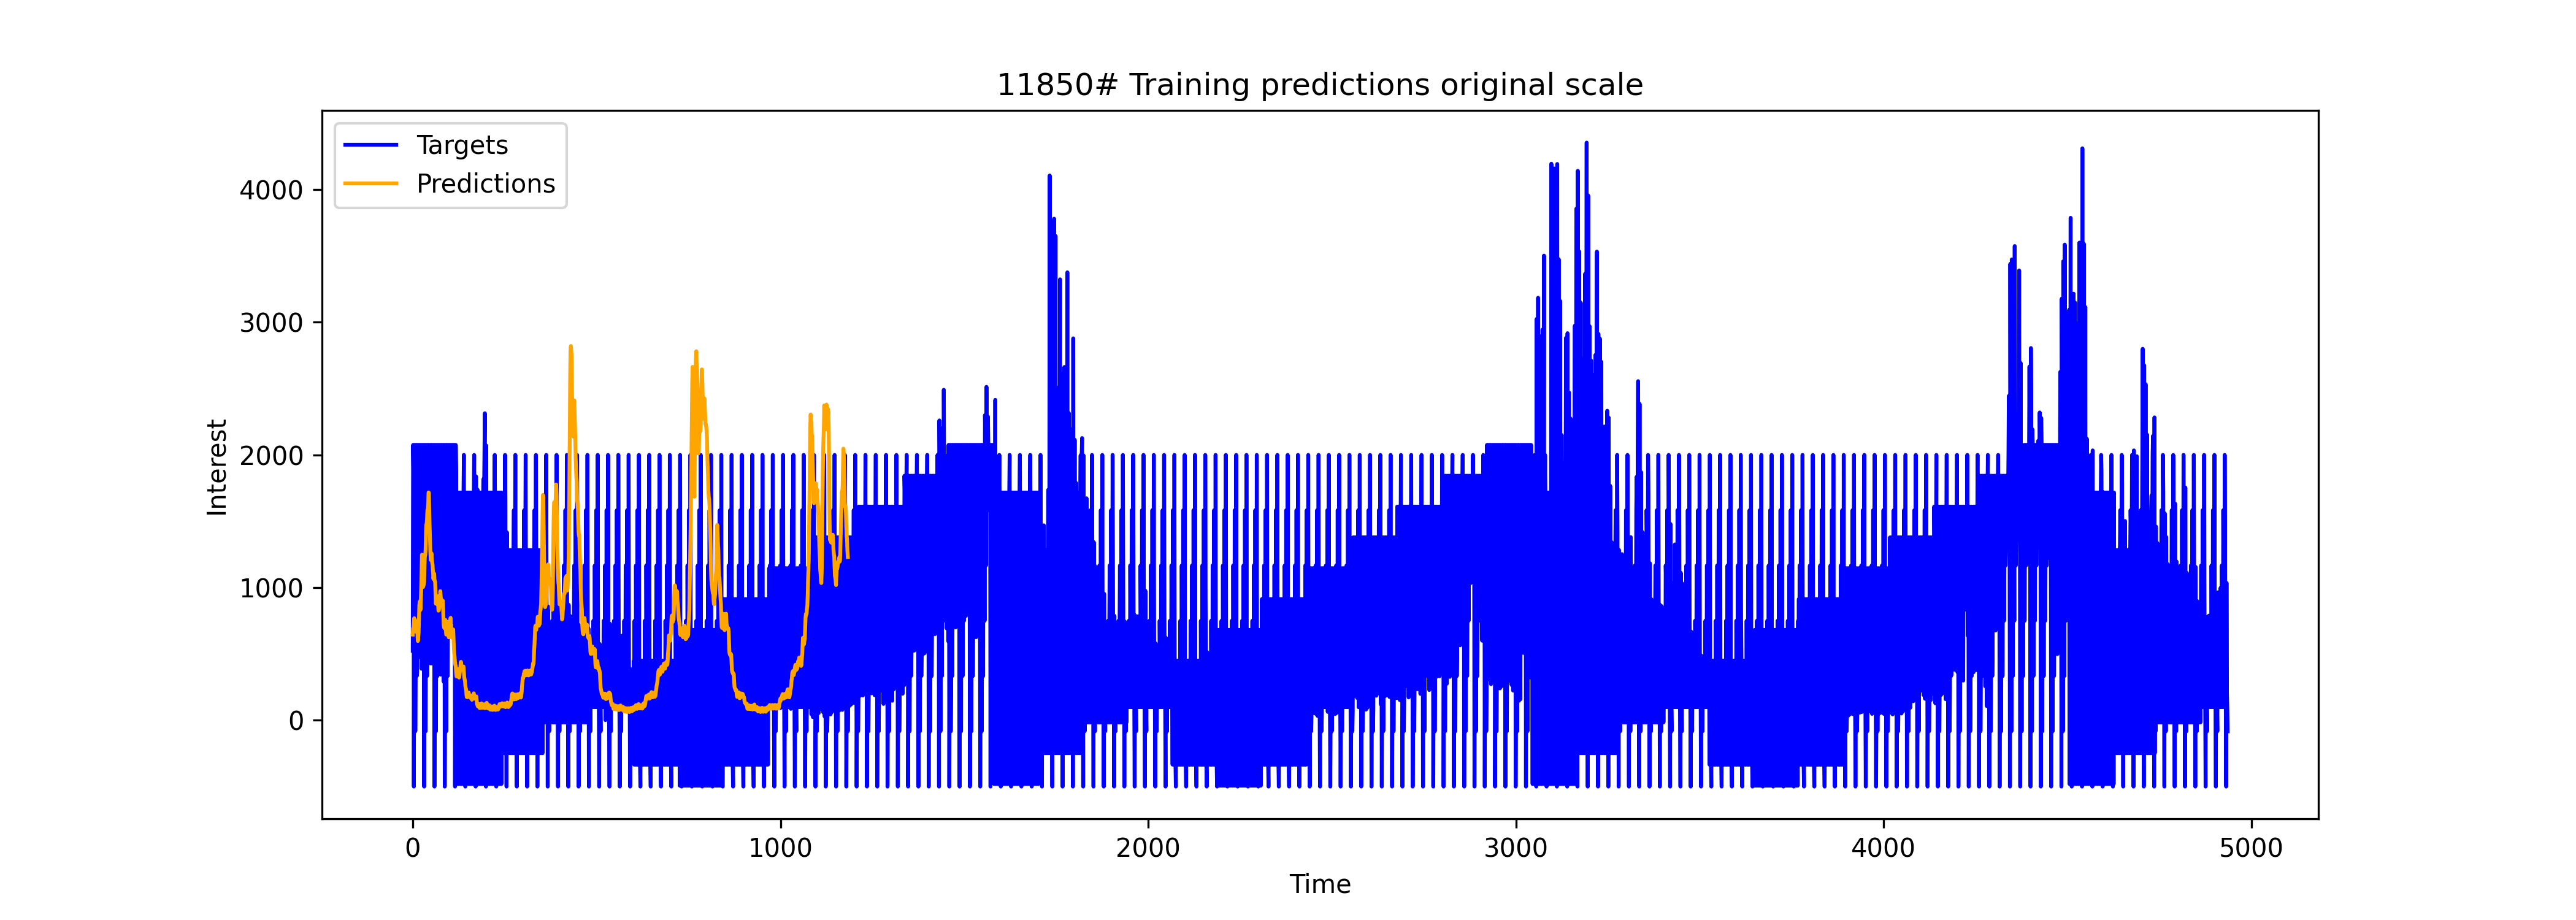 11850# Training predictions original scale
Targets
Predictions
4000
3000
2000
1000
0
Interest
0 1000 2000 3000 4000 5000
Time